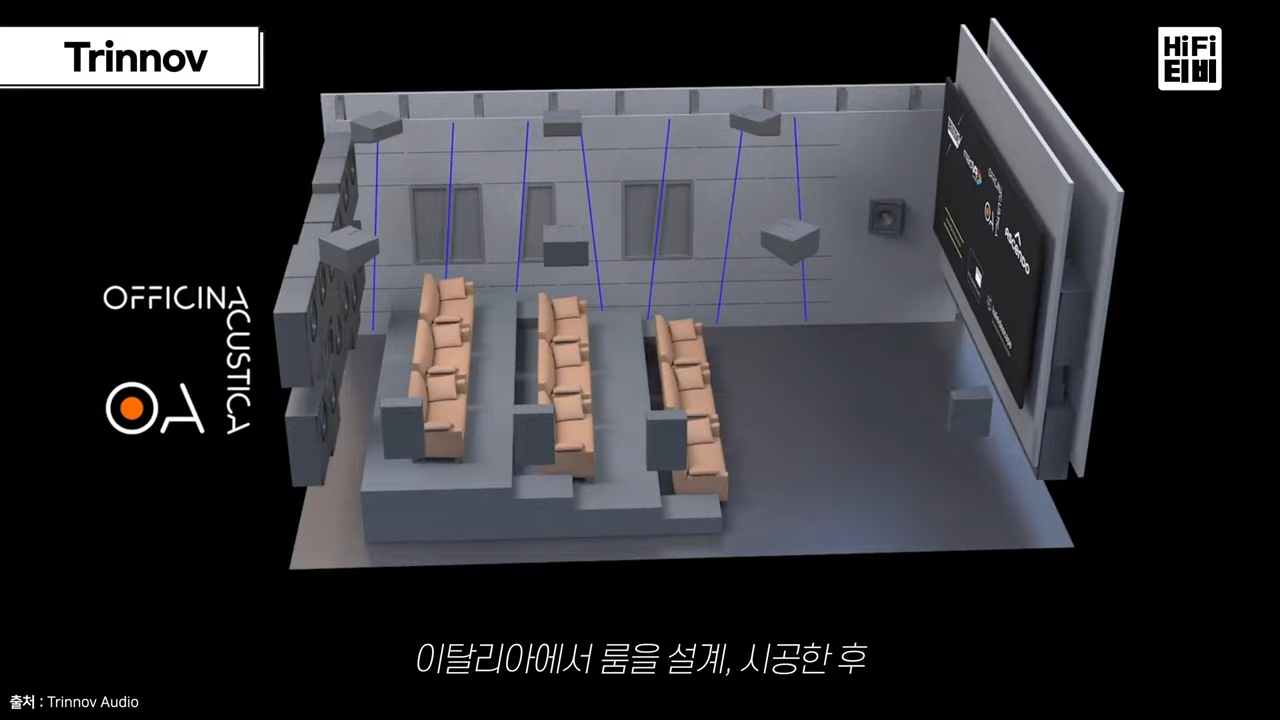 Trinnov
HiFi
티비
OFFICINA
ACUSTICA
OA
ascendo
이탈리아에서 룸을 설계, 시공한 후
출처 : Trinnov Audio